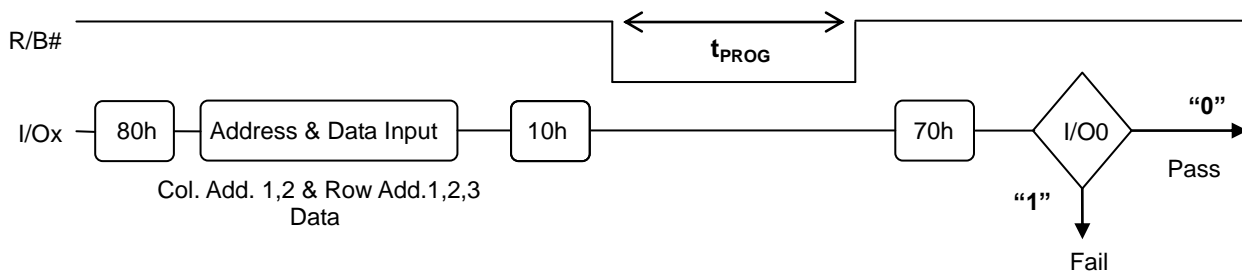 R/B#
tPROG
I/Ox
80h
Address & Data Input
10h
70h
I/O0
“0”
Pass
Col. Add. 1,2 & Row Add.1,2,3
Data
“1”
Fail